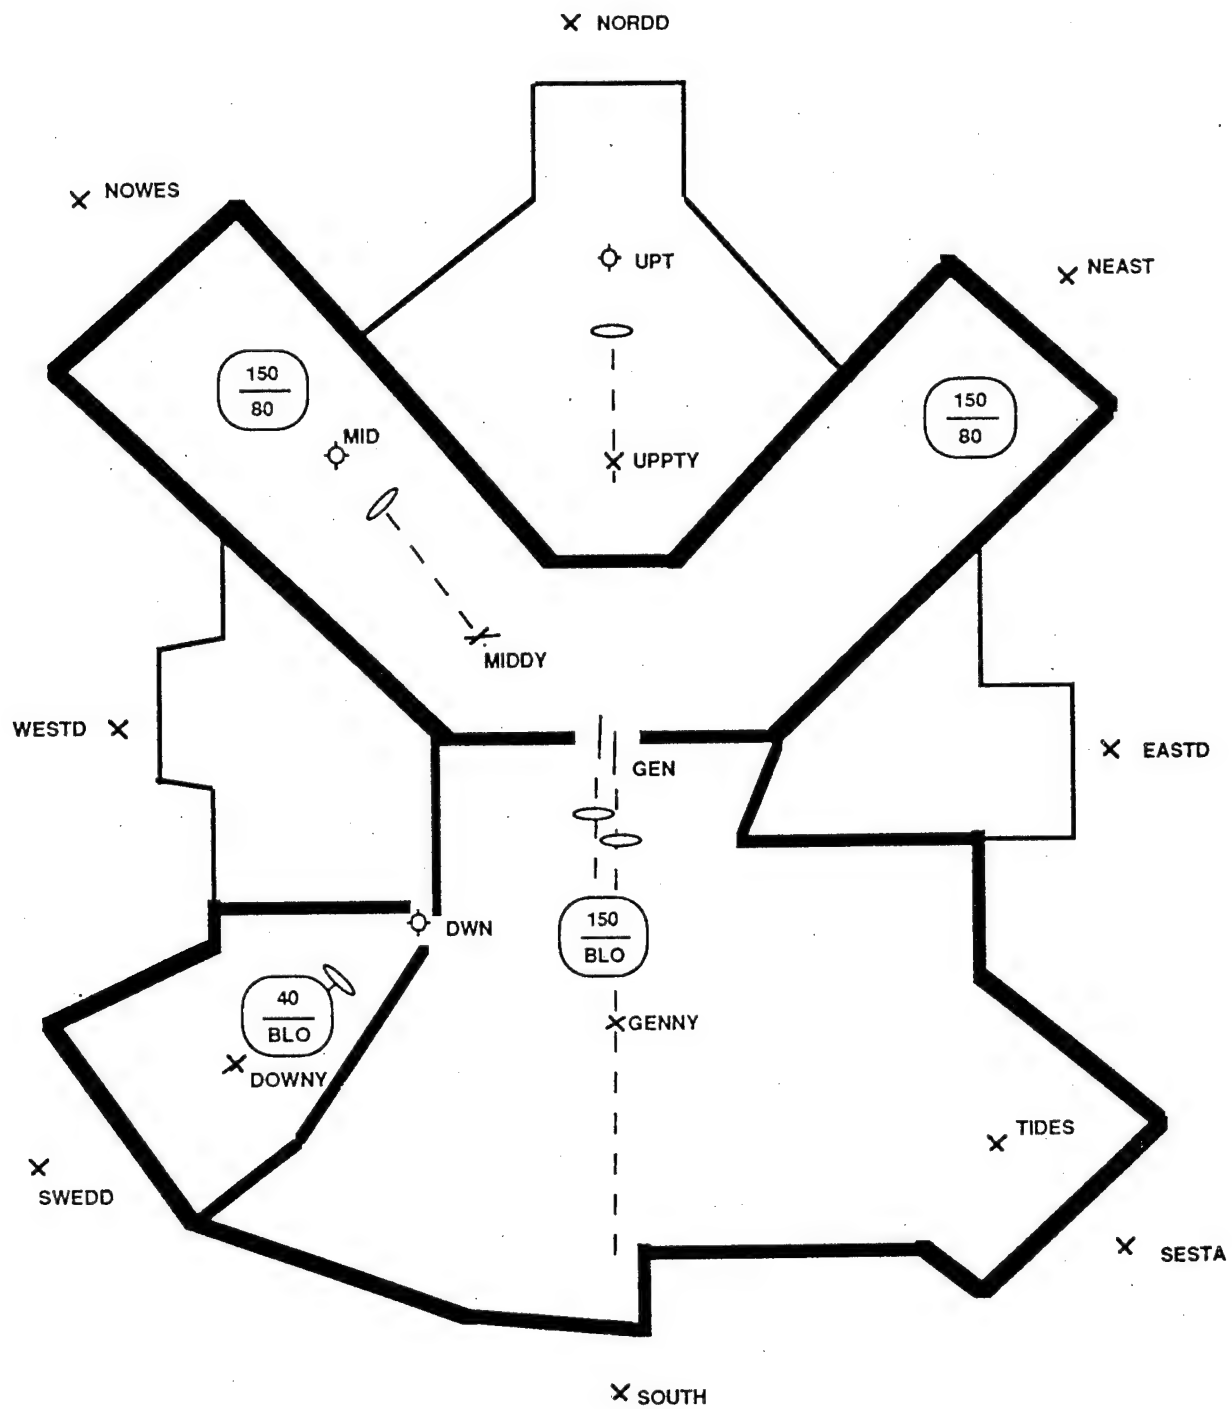 NORDD
NOWES
UPT
NEAST
150
80
150
80
MID
UPPTY
MIDDY
WESTD
GEN
EASTD
150
BLO
DWN
40
BLO
GENNY
DOWNY
TIDES
SWEDD
SESTA
SOUTH